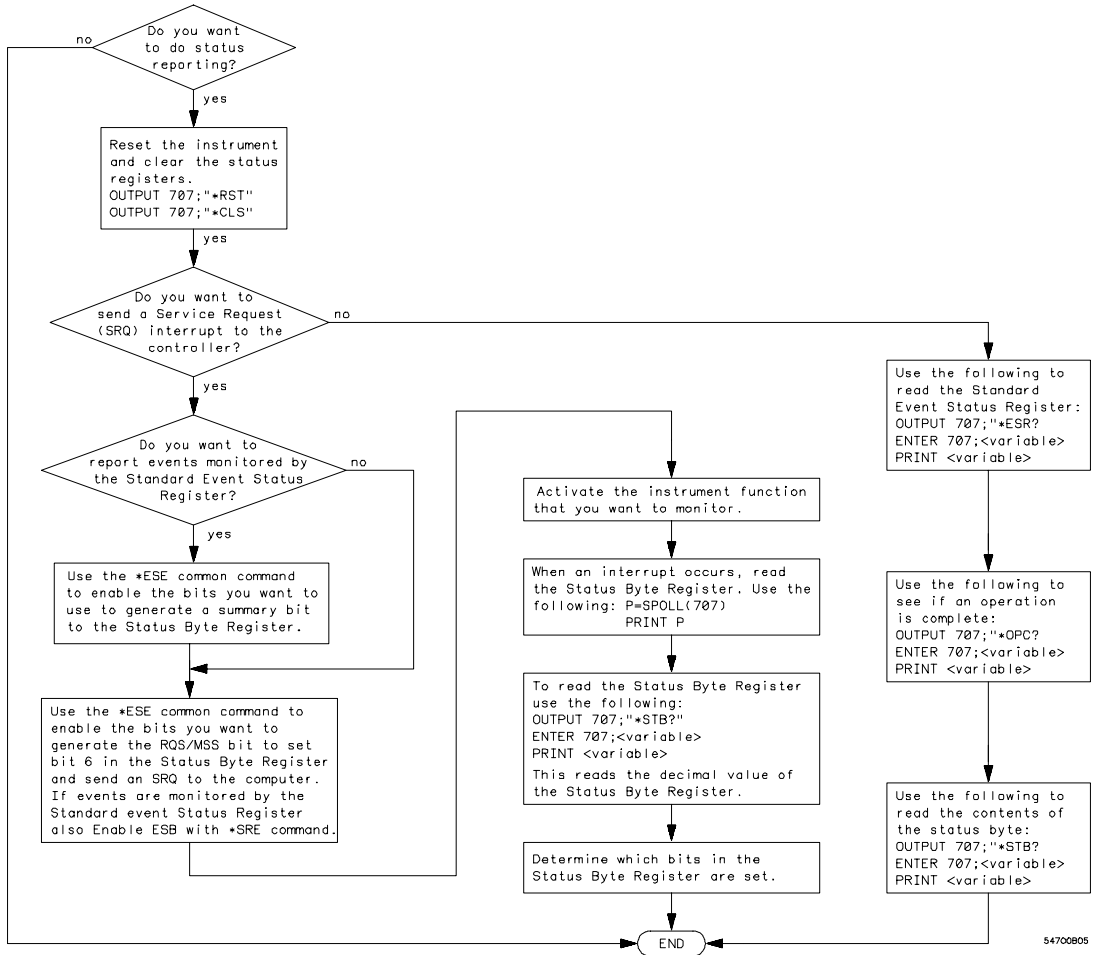 Do you want
to do status
reporting?
no
yes
Reset the instrument
and clear the status
registers.
OUTPUT 707;"*RST"
OUTPUT 707;"*CLS"
yes
Do you want to
send a Service Request
(SRQ) interrupt to the
controller?
no
yes
Do you want to
report events monitored by
the Standard Event Status
Register?
no
yes
Use the *ESE common command
to enable the bits you want to
use to generate a summary bit
to the Status Byte Register.
Use the *ESE common command to
enable the bits you want to
generate the RQS/MSS bit to set
bit 6 in the Status Byte Register
and send an SRQ to the computer.
If events are monitored by the
Standard event Status Register
also Enable ESB with *SRE command.
Activate the instrument function
that you want to monitor.
When an interrupt occurs, read
the Status Byte Register. Use the
following: P=SPOLL(707)
PRINT P
To read the Status Byte Register
use the following:
OUTPUT 707;"*STB?"
ENTER 707;<variable>
PRINT <variable>
This reads the decimal value of
the Status Byte Register.
Determine which bits in the
Status Byte Register are set.
Use the following to
read the Standard
Event Status Register:
OUTPUT 707;"*ESR?
ENTER 707;<variable>
PRINT <variable>
Use the following to
see if an operation
is complete:
OUTPUT 707;"*OPC?
ENTER 707;<variable>
PRINT <variable>
Use the following to
read the contents of
the status byte:
OUTPUT 707;"*STB?
ENTER 707;<variable>
PRINT <variable>
END
54700B05